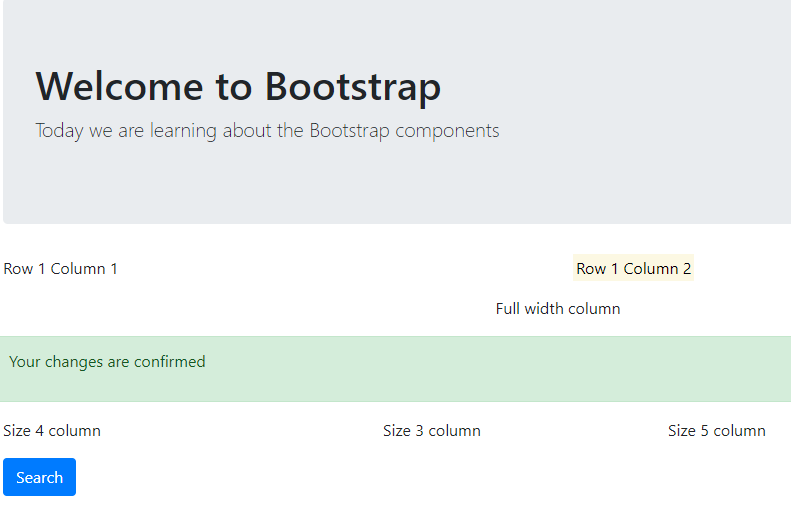 Welcome to Bootstrap
Today we are learning about the Bootstrap components
Row 1 Column 1
Row 1 Column 2
Full width column
Your changes are confirmed
Size 4 column
Size 3 column
Size 5 column
Search